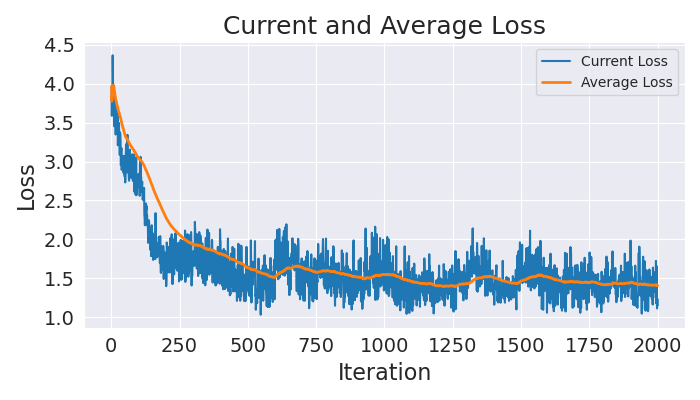 Current and Average Loss
4.5
4.0
3.5
3.0
2.5
2.0
1.5
1.0
Loss
Current Loss
Average Loss
0 250 500 750 1000 1250 1500 1750 2000
Iteration